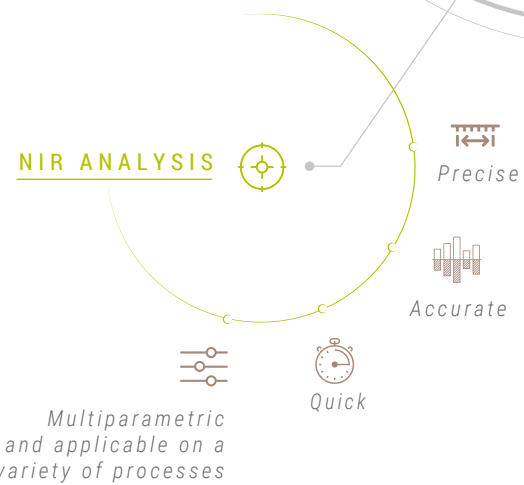 NIR ANALYSIS
Precise
Accurate
Quick
Multiparametric
and applicable on a
variety of processes